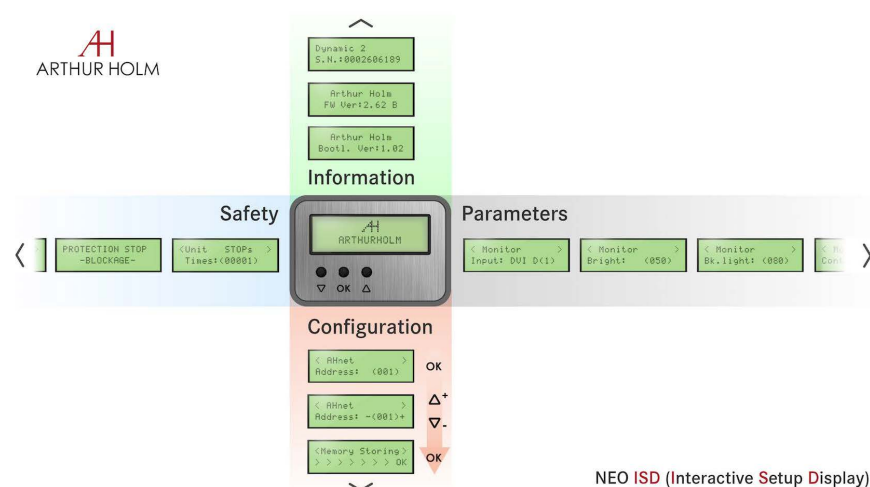 AH
ARTHUR HOLM
Dynamic 2
S.N.:0002606189
Arthur Holm
FW Ver:2.62 B
Arthur Holm
Bootl. Ver:1.02
Information
Safety
Parameters
PROTECTION STOP
-BLOCKAGE-
<Unit STOPs >
Times:(00001)
AH
ARTHURHOLM
OK
< Monitor >
Input: DVI D(1)
< Monitor >
Bright: (050)
< Monitor >
Bk.light: (080)
Configuration
< AHnet >
Address: (001)
OK
< AHnet >
Address: -(001)+
+
-
<Memory Storing>
> > > > > > > OK
OK
NEO ISD (Interactive Setup Display)